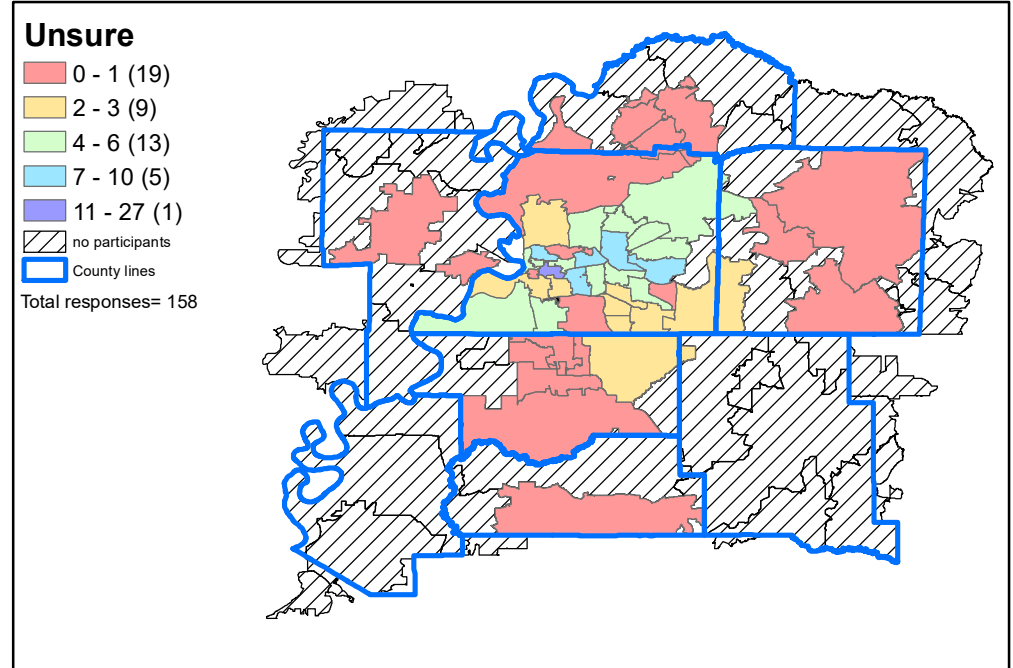 Unsure
0 - 1 (19)
2 - 3 (9)
4 - 6 (13)
7 - 10 (5)
11 - 27 (1)
no participants
County lines
Total responses= 158